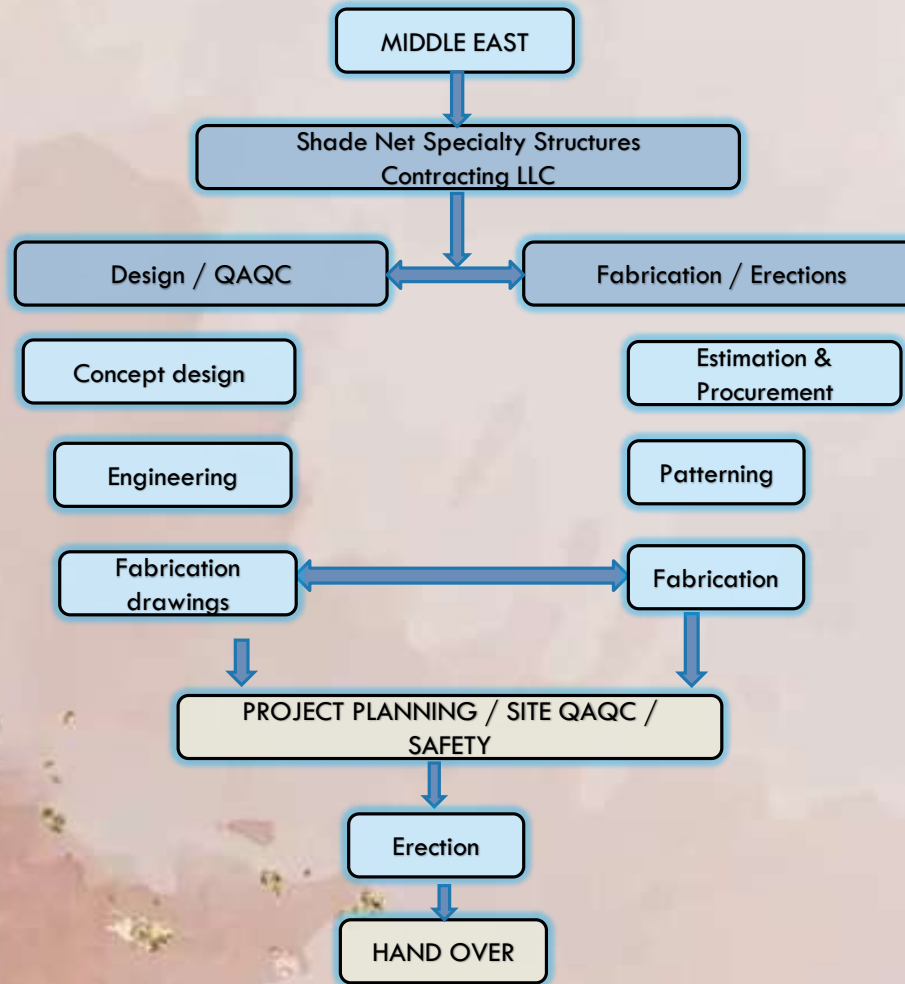 MIDDLE EAST
Shade Net Specialty Structures
Contracting LLC
Design / QAQC
Fabrication / Erections
Concept design
Estimation &
Procurement
Engineering
Patterning
Fabrication
drawings
Fabrication
PROJECT PLANNING / SITE QAQC /
SAFETY
Erection
HAND OVER